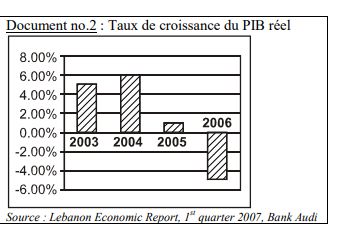 Document no.2 : Taux de croissance du PIB réel
8.00%
6.00%
4.00%
2.00%
0.00%
-2.00%
-4.00%
-6.00%
2003 2004 2005 2006
Source : Lebanon Economic Report, 1st quarter 2007, Bank Audi